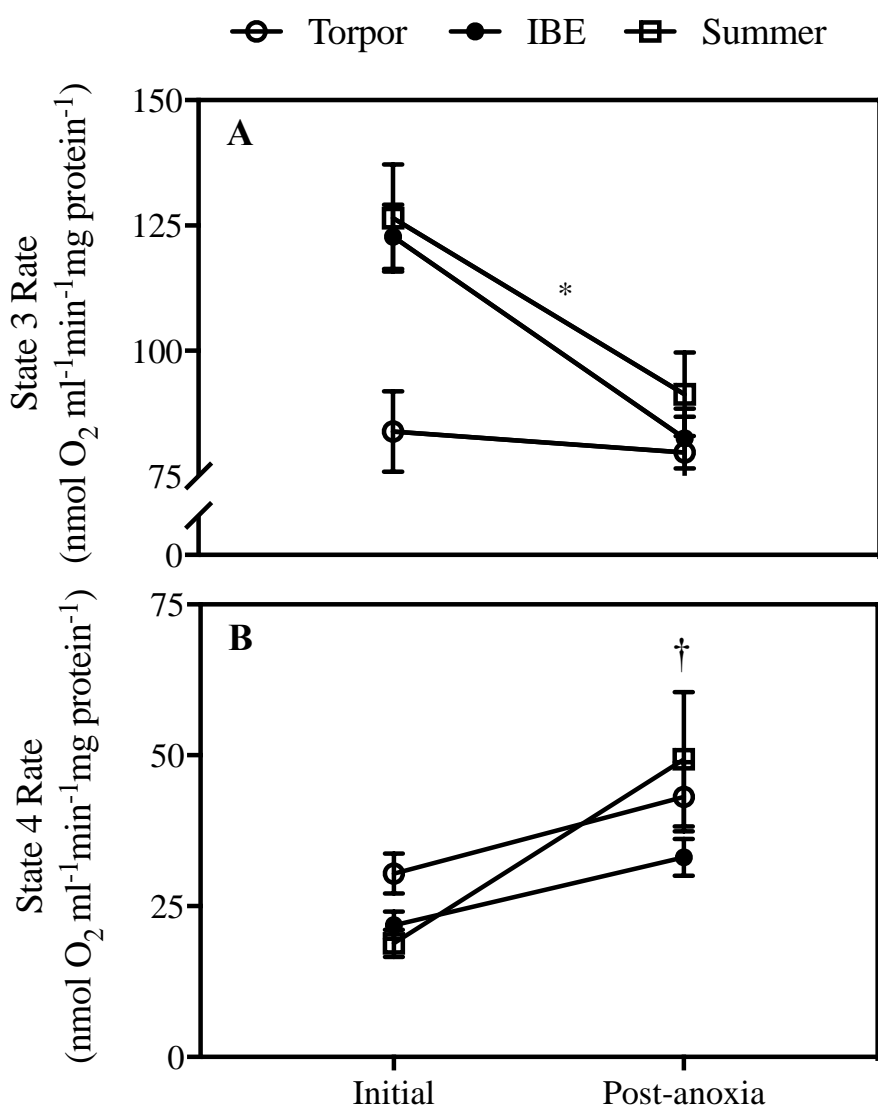 Torpor IBE Summer
150
A
125
*
100
75
0
State 3 Rate
(nmol O2 ml-1min-1mg protein-1)
75
B
†
50
25
0
State 4 Rate
(nmol O2 ml-1min-1mg protein-1)
Initial Post-anoxia